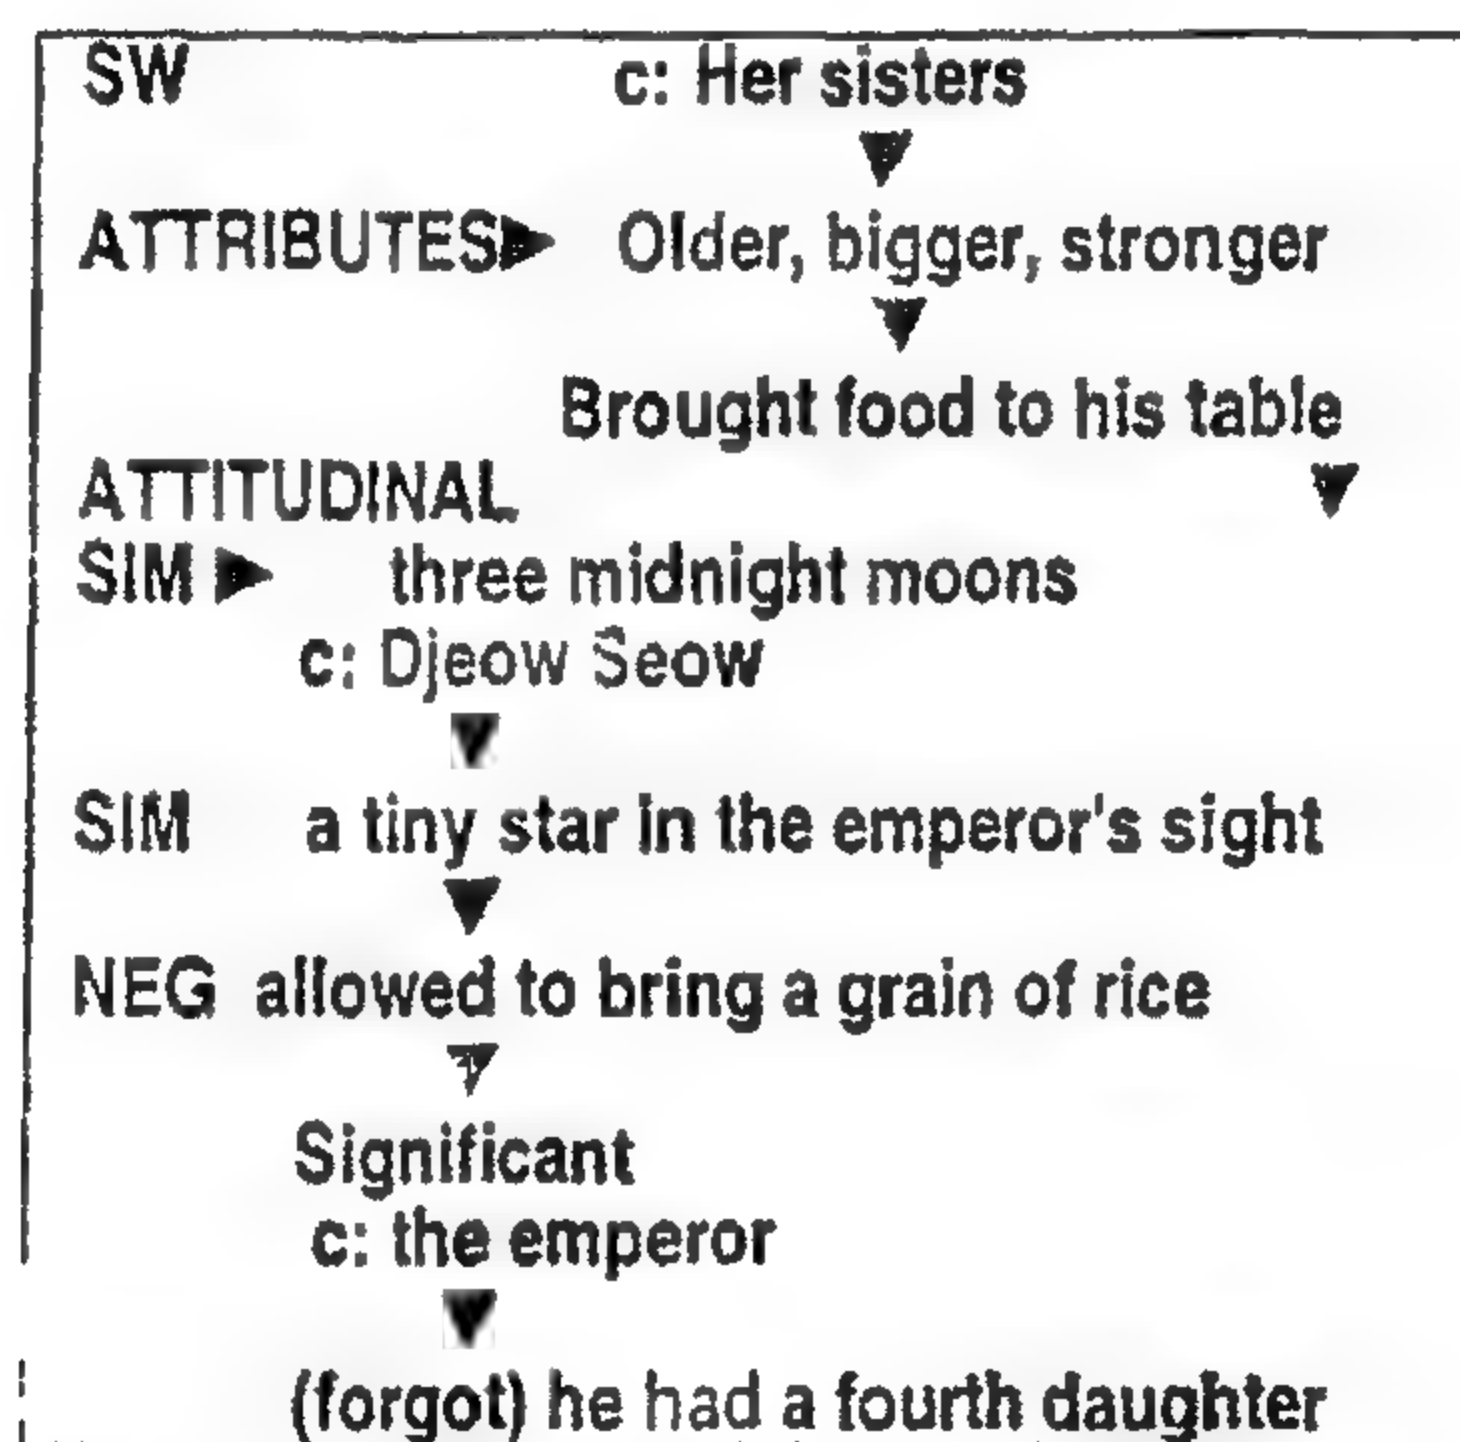 SW c: Her sisters
ATTRIBUTES Older, bigger, stronger
Brought food to his table
ATTITUDINAL
SIM three midnight moons
c: Djeow Seow
SIM a tiny star in the emperor's sight
NEG allowed to bring a grain of rice
Significant
c: the emperor
(forgot) he had a fourth daughter